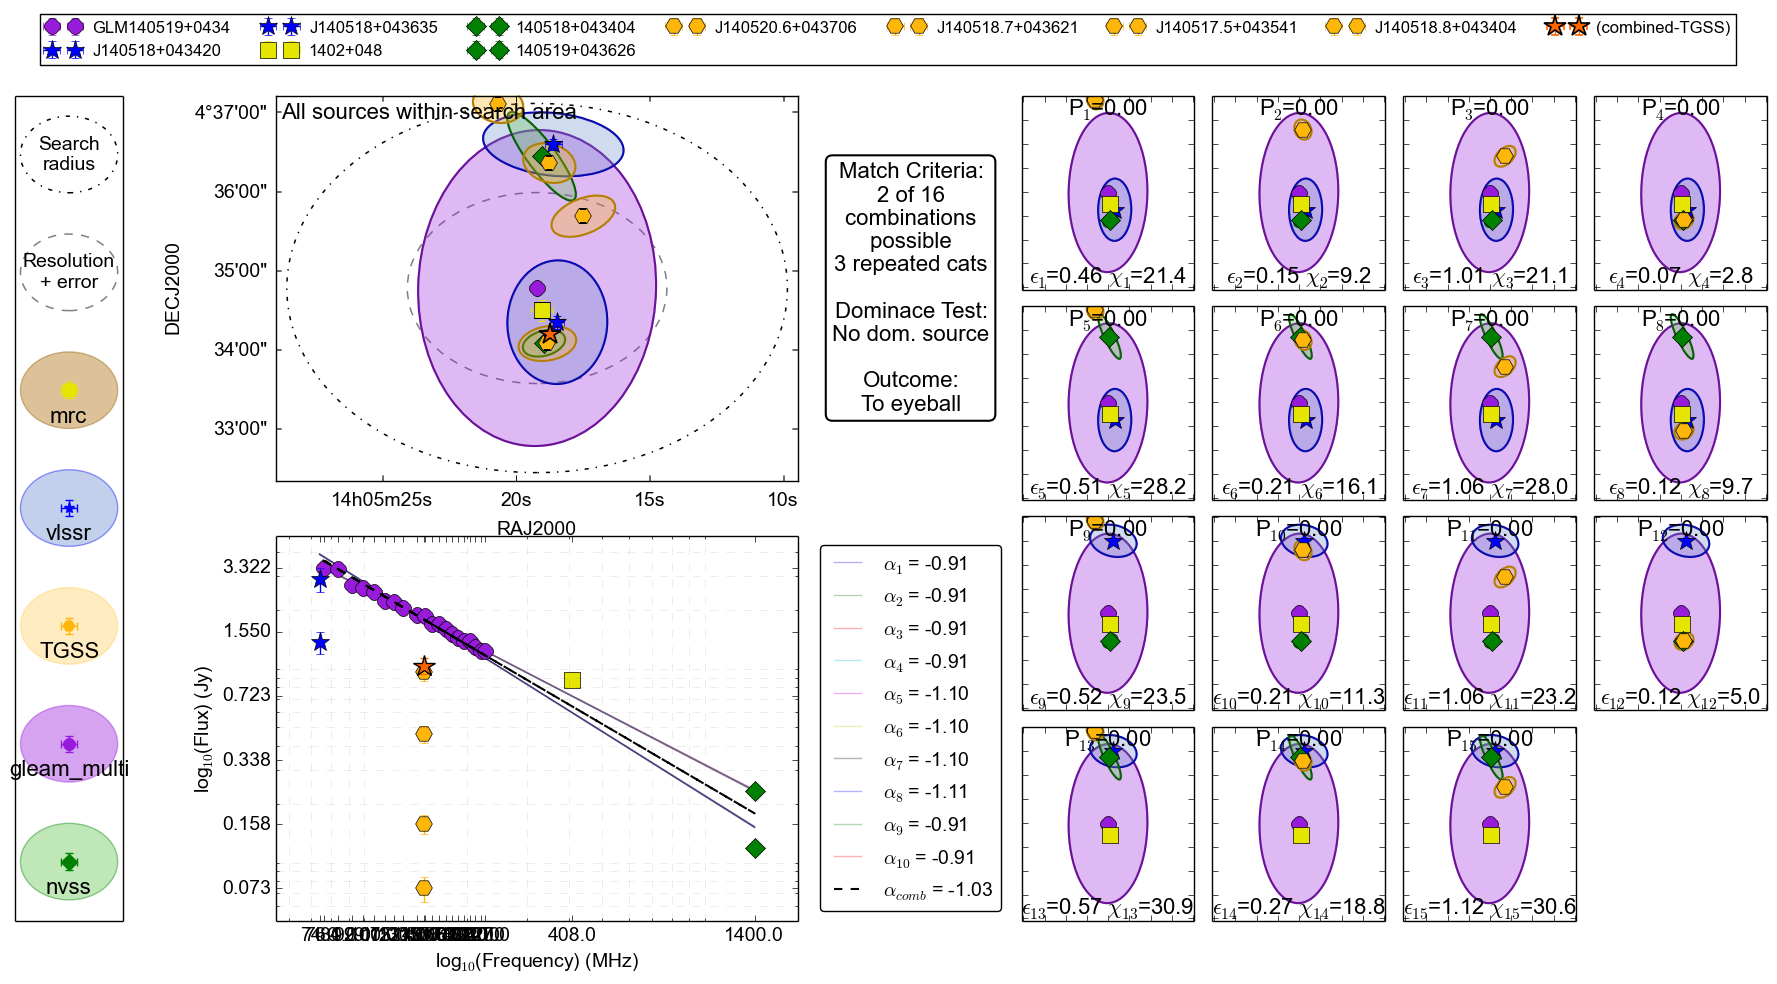 GLM140519+0434
J140518+043635
140518+043404
J140520.6+043706
J140518.7+043621
J140517.5+043541
J140518.8+043404
(combined-TGSS)
J140518+043420
1402+048
140519+043626
Search
radius
Resolution
+ error
mrc
vlssr
TGSS
gleam_multi
nvss
All sources within search area
4°37'00"
36'00"
35'00"
34'00"
33'00"
DECJ2000
14h05m25s
20s
15s
10s
RAJ2000
Match Criteria:
2 of 16
combinations
possible
3 repeated cats
Dominace Test:
No dom. source
Outcome:
To eyeball
3.322
1.550
0.723
0.338
0.158
0.073
log10(Flux) (Jy)
408.0
1400.0
log10(Frequency) (MHz)
α1 = -0.91
α2 = -0.91
α3 = -0.91
α4 = -0.91
α5 = -1.10
α6 = -1.10
α7 = -1.10
α8 = -1.11
α9 = -0.91
α10 = -0.91
αcomb = -1.03
P1=0.00
ϵ1=0.46 χ1=21.4
P2=0.00
ϵ2=0.15 χ2=9.2
P3=0.00
ϵ3=1.01 χ3=21.1
P4=0.00
ϵ4=0.07 χ4=2.8
P5=0.00
ϵ5=0.51 χ5=28.2
P6=0.00
ϵ6=0.21 χ6=16.1
P7=0.00
ϵ7=1.06 χ7=28.0
P8=0.00
ϵ8=0.12 χ8=9.7
P9=0.00
ϵ9=0.52 χ9=23.5
P10=0.00
ϵ10=0.21 χ10=11.3
P11=0.00
ϵ11=1.06 χ11=23.2
P12=0.00
ϵ12=0.12 χ12=5.0
P13=0.00
ϵ13=0.57 χ13=30.9
P14=0.00
ϵ14=0.27 χ14=18.8
P15=0.00
ϵ15=1.12 χ15=30.6